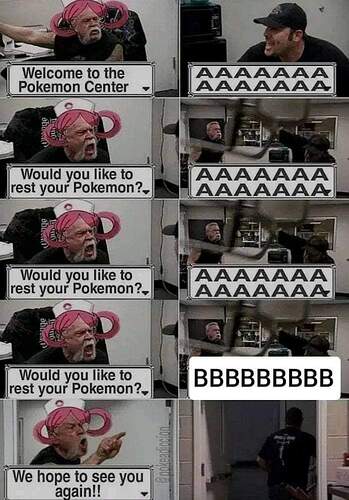 Welcome to the
Pokemon Center
AAAAAAA
AAAAAAA
Would you like to
rest your Pokemon?
AAAAAAA
AAAAAAA
Would you like to
rest your Pokemon?
AAAAAAA
AAAAAAA
Would you like to
rest your Pokemon?
BBBBBBBBB
We hope to see you
again!!